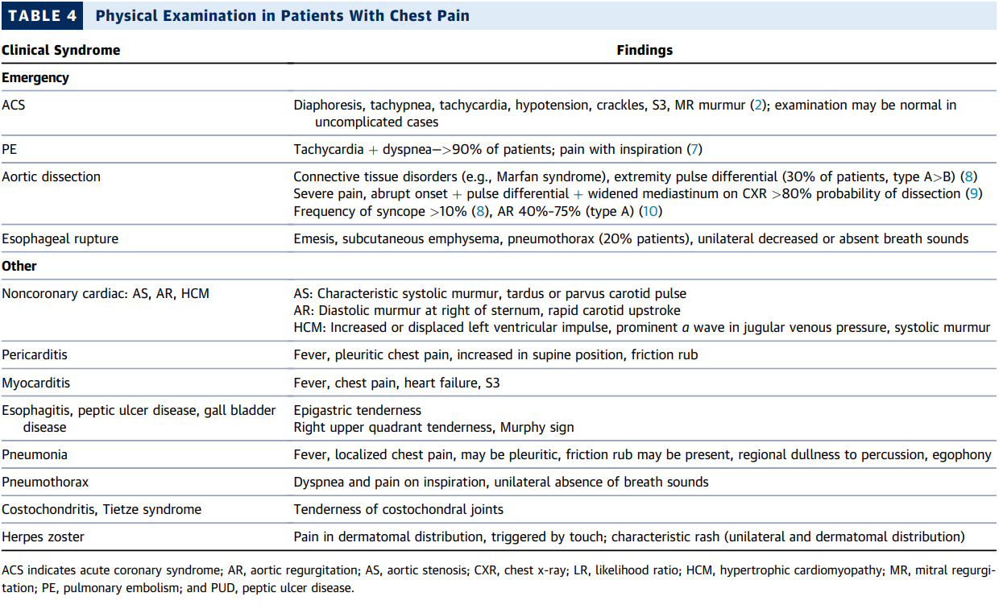 TABLE 4 Physical Examination in Patients With Chest Pain
Clinical Syndrome Findings
Emergency
ACS Diaphoresis, tachypnea, tachycardia, hypotension, crackles, S3, MR murmur (2); examination may be normal in
uncomplicated cases
PE Tachycardia + dyspnea—>90% of patients; pain with inspiration (7)
Aortic dissection Connective tissue disorders (e.g., Marfan syndrome), extremity pulse differential (30% of patients, type A>B) (8)
Severe pain, abrupt onset + pulse differential + widened mediastinum on CXR >80% probability of dissection (9)
Frequency of syncope >10% (8), AR 40%-75% (type A) (10)
Esophageal rupture Emesis, subcutaneous emphysema, pneumothorax (20% patients), unilateral decreased or absent breath sounds
Other
Noncoronary cardiac: AS, AR, HCM AS: Characteristic systolic murmur, tardus or parvus carotid pulse
AR: Diastolic murmur at right of sternum, rapid carotid upstroke
HCM: Increased or displaced left ventricular impulse, prominent a wave in jugular venous pressure, systolic murmur
Pericarditis Fever, pleuritic chest pain, increased in supine position, friction rub
Myocarditis Fever, chest pain, heart failure, S3
Esophagitis, peptic ulcer disease, gall bladder Epigastric tenderness
disease Right upper quadrant tenderness, Murphy sign
Pneumonia Fever, localized chest pain, may be pleuritic, friction rub may be present, regional dullness to percussion, egophony
Pneumothorax Dyspnea and pain on inspiration, unilateral absence of breath sounds
Costochondritis, Tietze syndrome Tenderness of costochondral joints
Herpes zoster Pain in dermatomal distribution, triggered by touch; characteristic rash (unilateral and dermatomal distribution)
ACS indicates acute coronary syndrome; AR, aortic regurgitation; AS, aortic stenosis; CXR, chest x-ray; LR, likelihood ratio; HCM, hypertrophic cardiomyopathy; MR, mitral regurgi-
tation; PE, pulmonary embolism; and PUD, peptic ulcer disease.